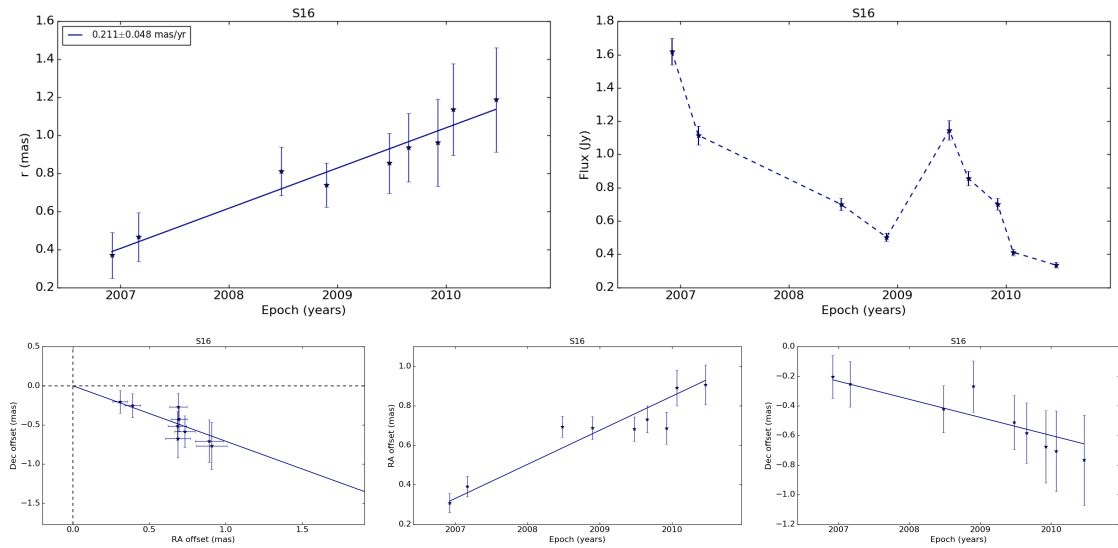 S16
0.211±0.048 mas/yr
r (mas)
1.6
1.4
1.2
1.0
0.8
0.6
0.4
0.2
2007 2008 2009 2010
Epoch (years)
S16
Flux (Jy)
1.8
1.6
1.4
1.2
1.0
0.8
0.6
0.4
0.2
2007 2008 2009 2010
Epoch (years)
S16
Dec offset (mas)
0.5
0.0
−0.5
−1.0
−1.5
0.0 0.5 1.0 1.5
RA offset (mas)
S16
RA offset (mas)
1.0
0.8
0.6
0.4
0.2
2007 2008 2009 2010
Epoch (years)
S16
Dec offset (mas)
0.0
−0.2
−0.4
−0.6
−0.8
−1.0
−1.2
2007 2008 2009 2010
Epoch (years)